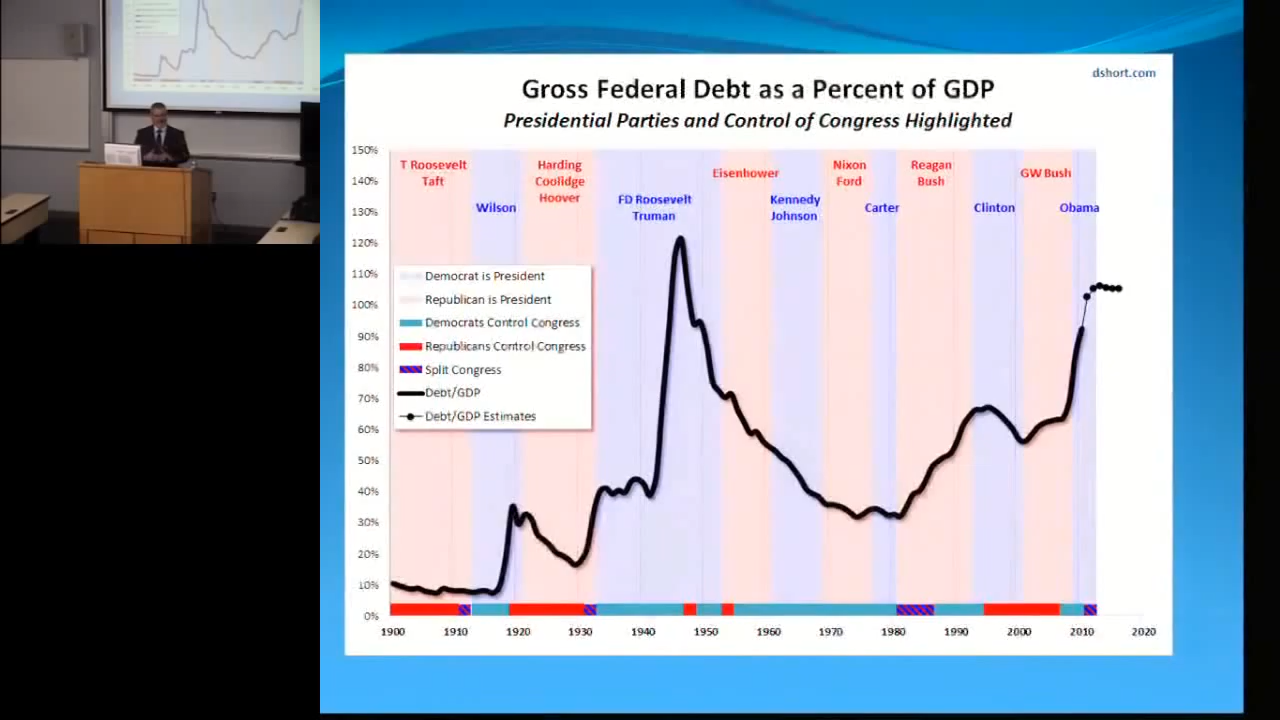 dshort.com
Gross Federal Debt as a Percent of GDP
Presidential Parties and Control of Congress Highlighted
150%
140%
130%
120%
110%
100%
90%
80%
70%
60%
50%
40%
30%
20%
10%
0%
T Roosevelt
Taft
Wilson
Harding
Coolidge
Hoover
FD Roosevelt
Truman
Eisenhower
Kennedy
Johnson
Nixon
Ford
Carter
Reagan
Bush
Clinton
GW Bush
Obama
Democrat is President
Republican is President
Democrats Control Congress
Republicans Control Congress
Split Congress
Debt/GDP
Debt/GDP Estimates
1900 1910 1920 1930 1940 1950 1960 1970 1980 1990 2000 2010 2020